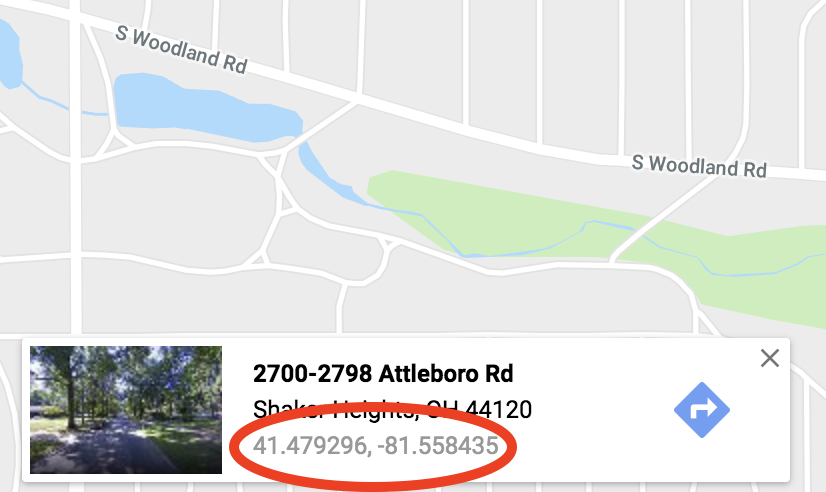 S Woodland Rd
S Woodland Rd
2700-2798 Attleboro Rd
Shaker Heights, OH 44120
41.479296, -81.558435